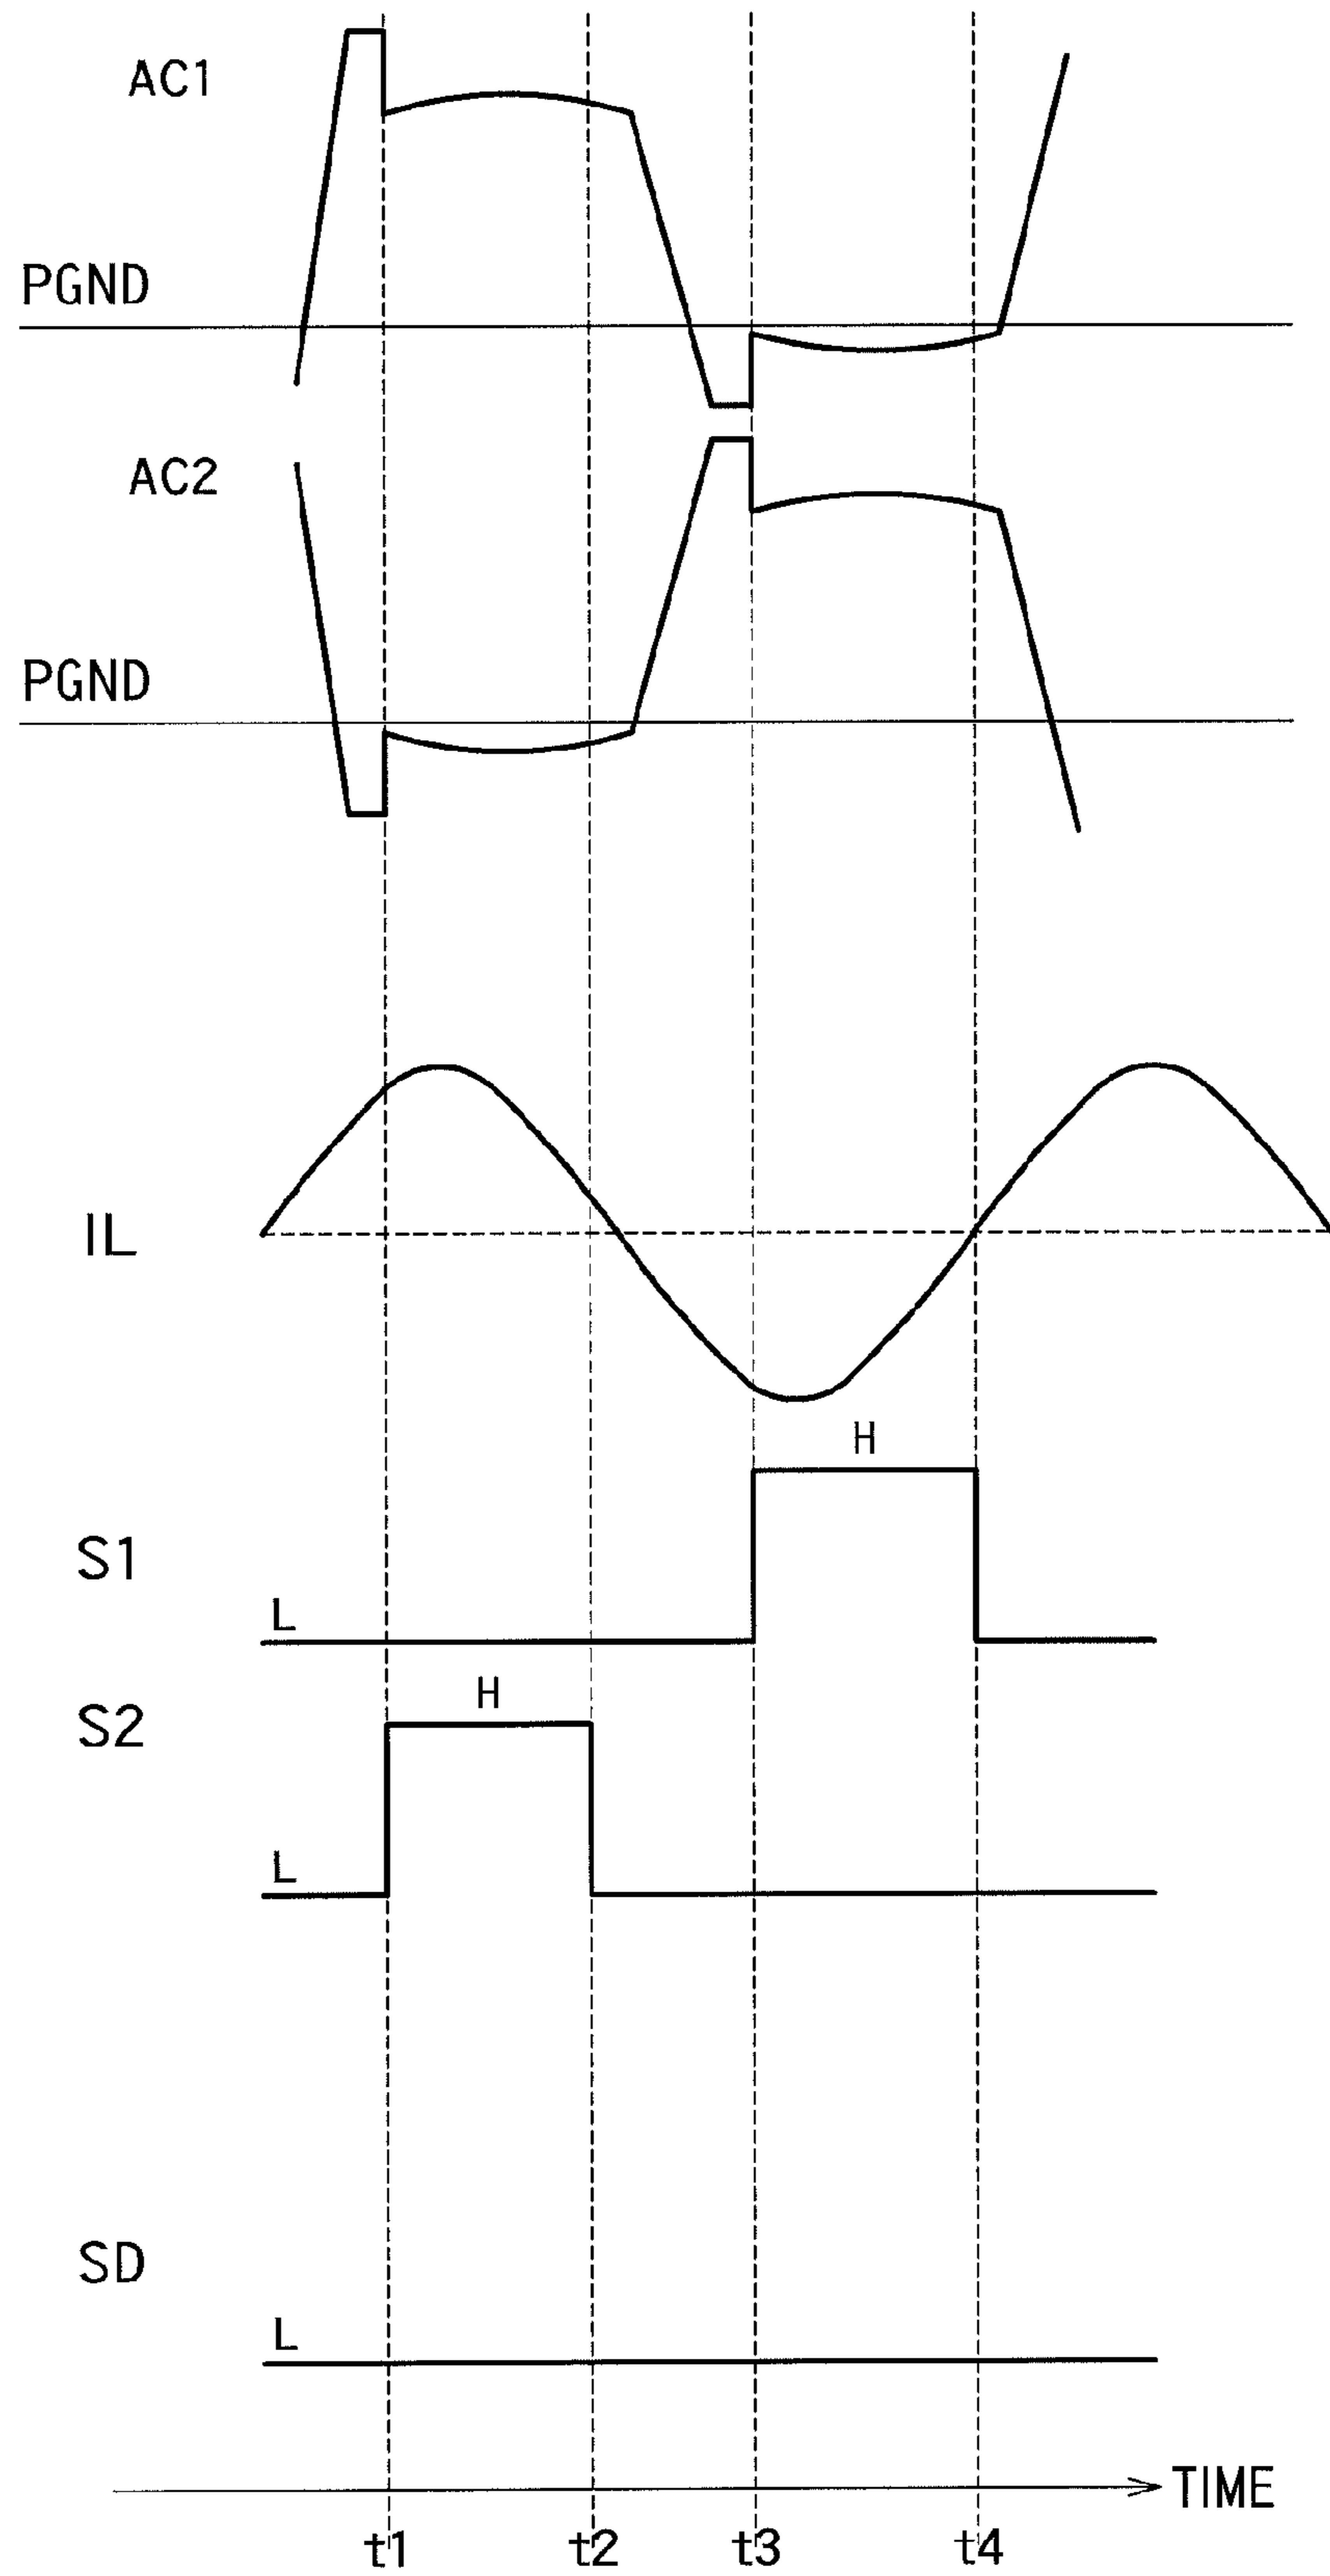 AC1
PGND
AC2
PGND
IL
H
S1
L
H
S2
L
SD
L
TIME
t1 t2 t3 t4